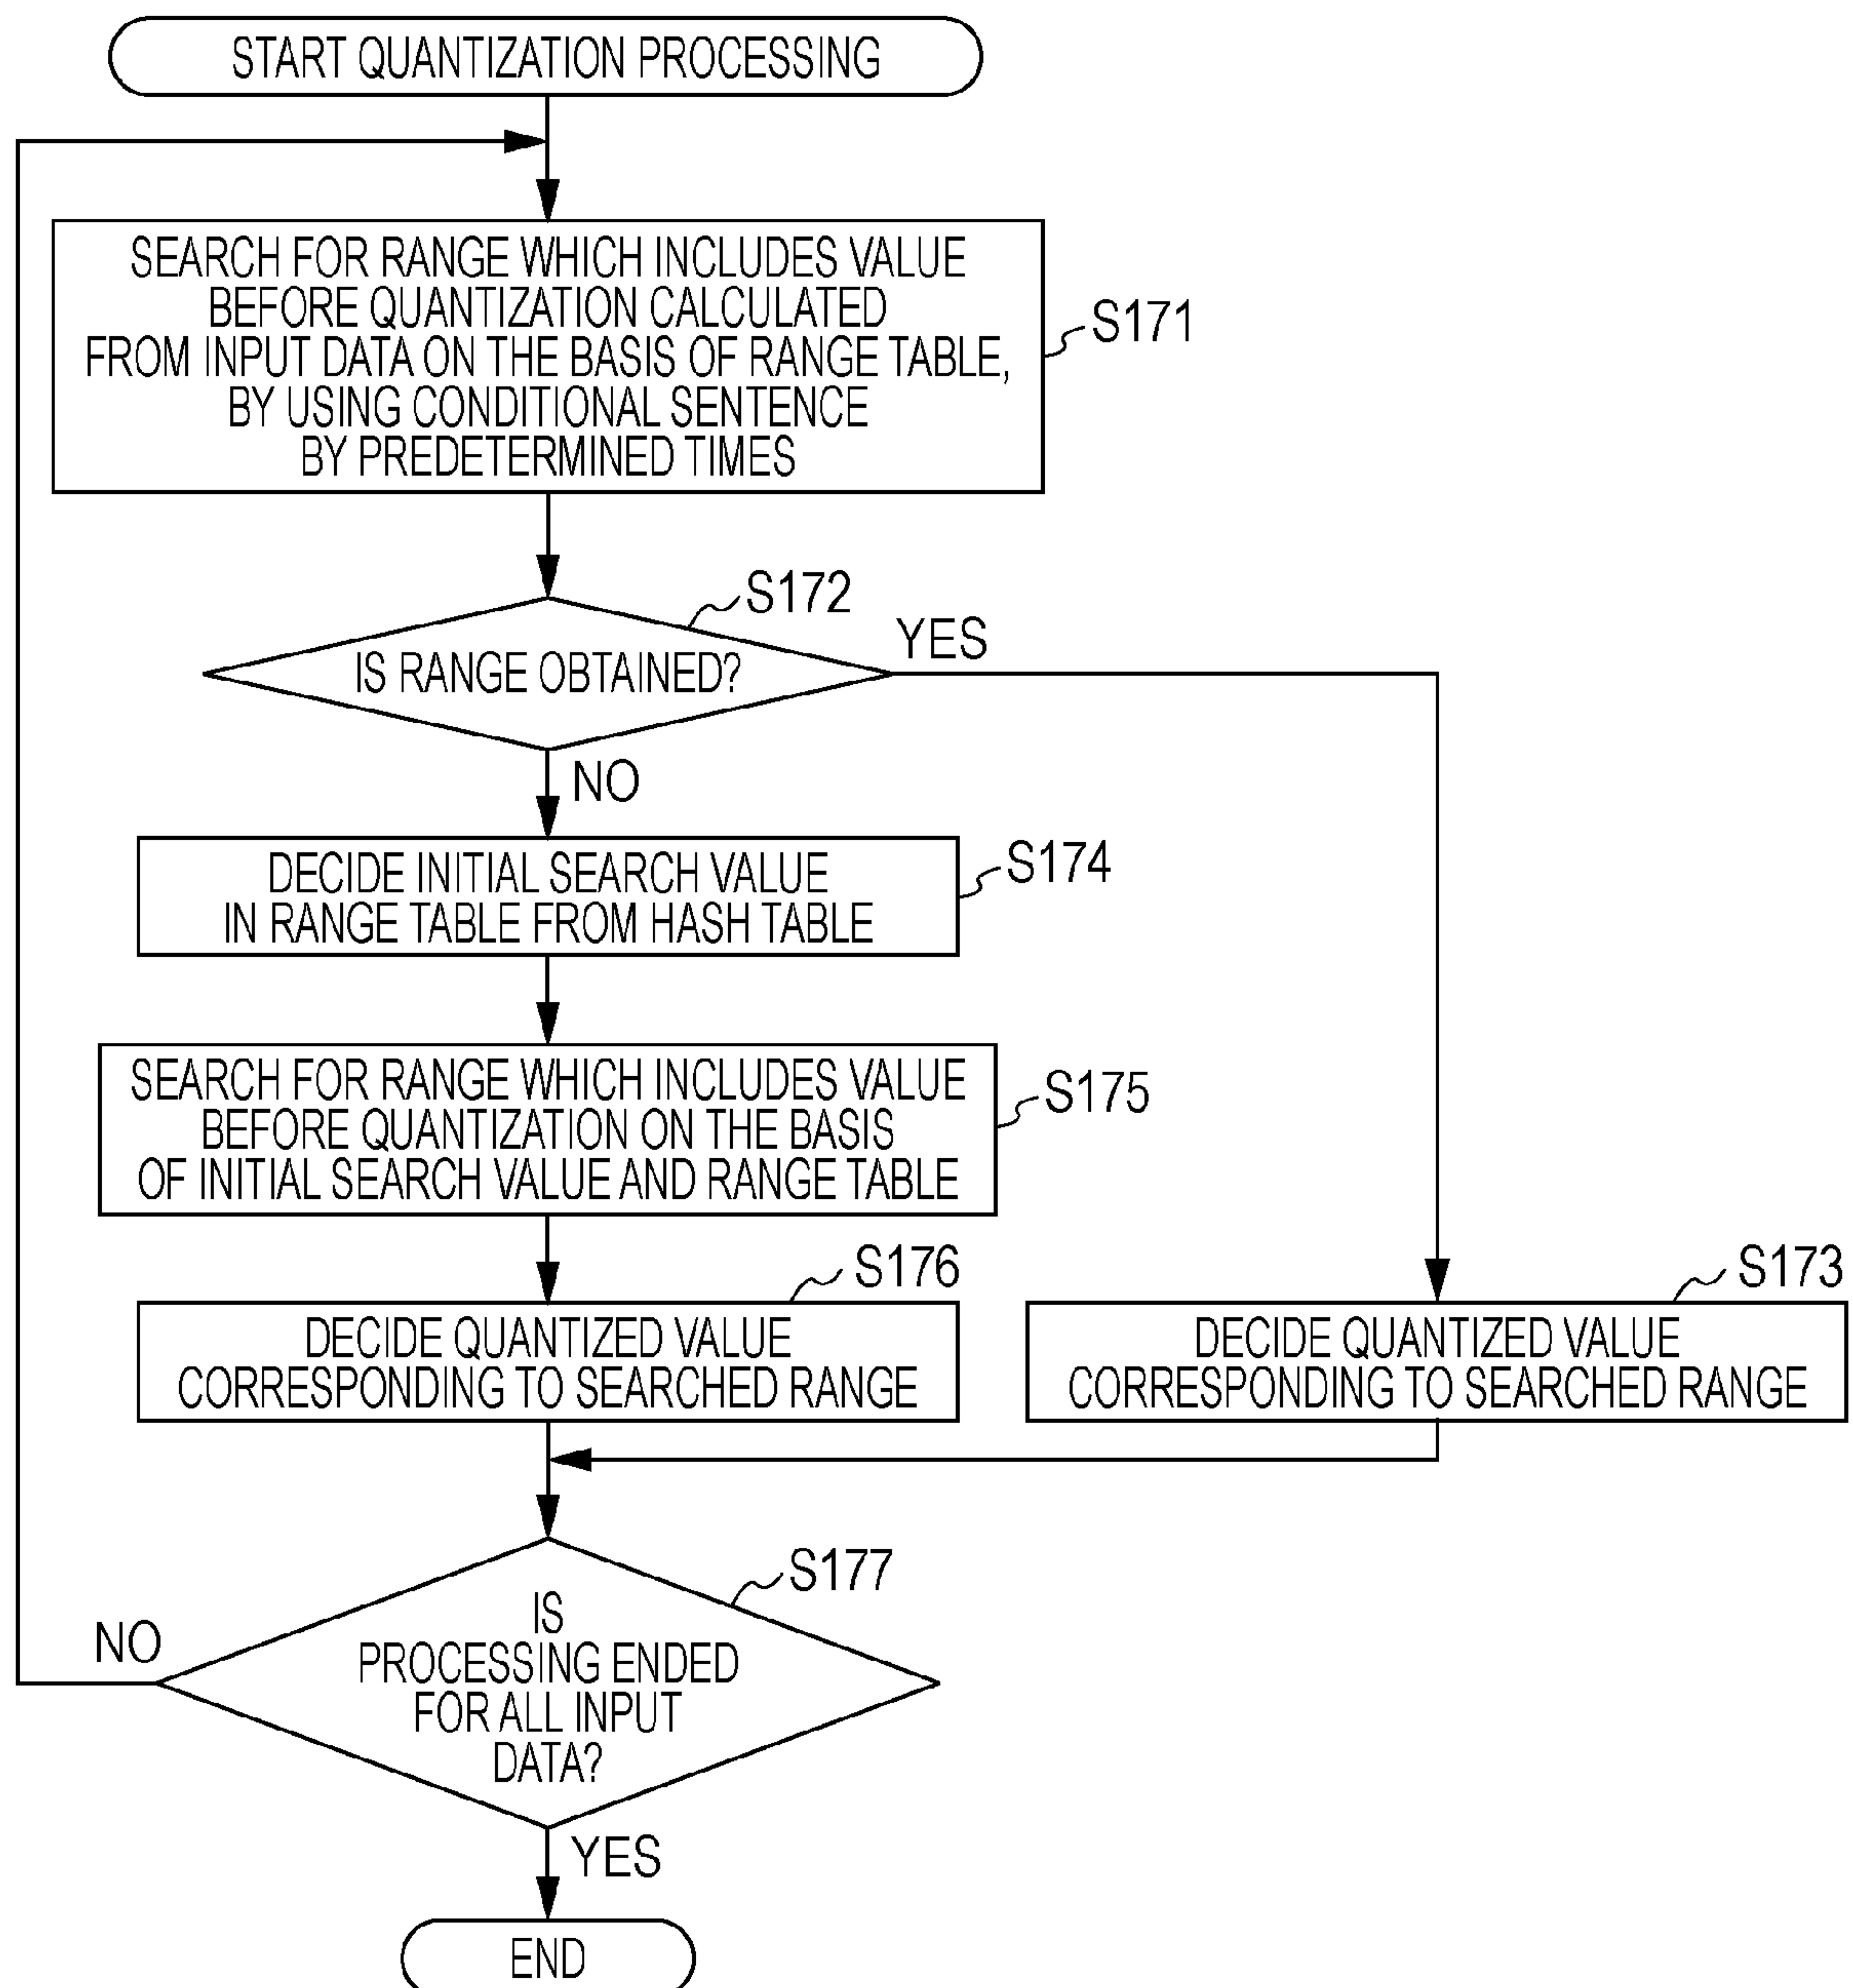 START QUANTIZATION PROCESSING
SEARCH FOR RANGE WHICH INCLUDES VALUE
BEFORE QUANTIZATION CALCULATED
FROM INPUT DATA ON THE BASIS OF RANGE TABLE,
BY USING CONDITIONAL SENTENCE
BY PREDETERMINED TIMES
S171
S172
IS RANGE OBTAINED?
YES
NO
DECIDE INITIAL SEARCH VALUE
IN RANGE TABLE FROM HASH TABLE
S174
SEARCH FOR RANGE WHICH INCLUDES VALUE
BEFORE QUANTIZATION ON THE BASIS
OF INITIAL SEARCH VALUE AND RANGE TABLE
S175
S176
DECIDE QUANTIZED VALUE
CORRESPONDING TO SEARCHED RANGE
S173
DECIDE QUANTIZED VALUE
CORRESPONDING TO SEARCHED RANGE
S177
IS
PROCESSING ENDED
FOR ALL INPUT
DATA?
NO
YES
END